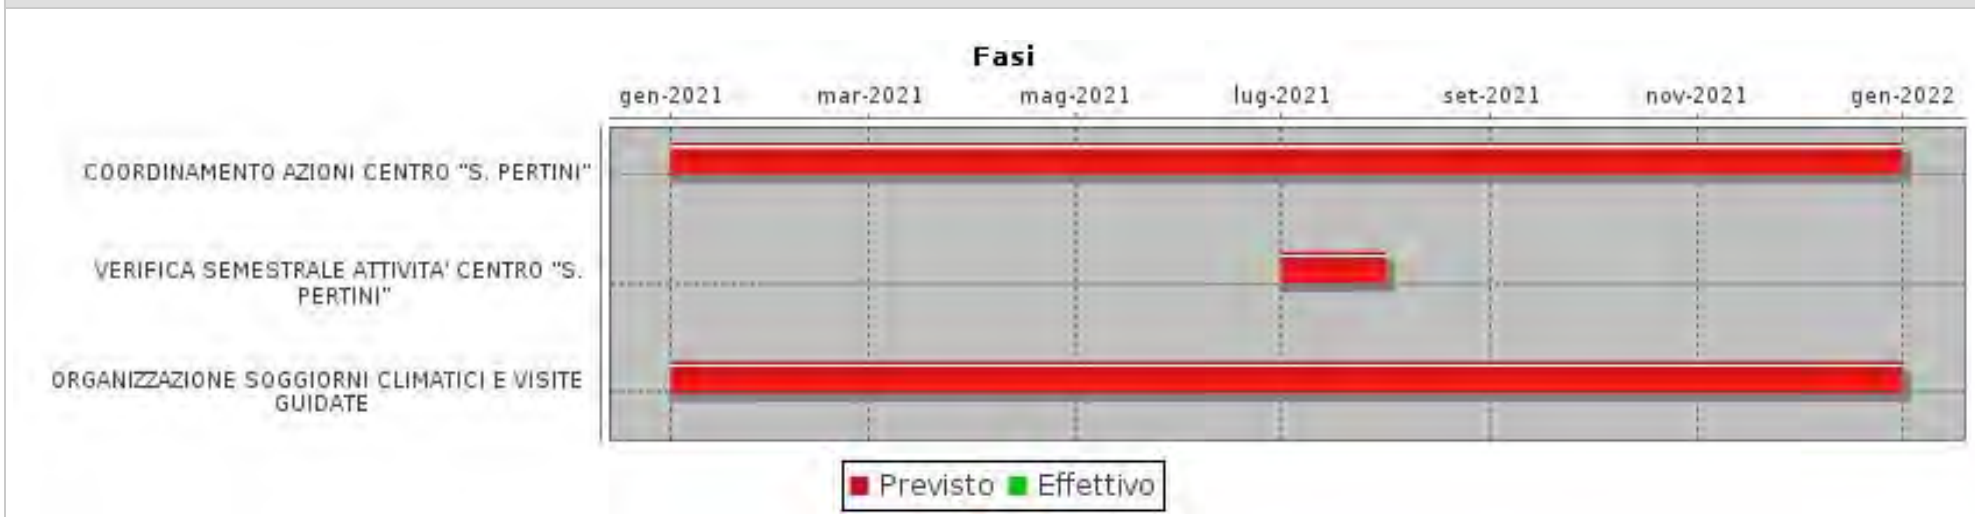 Fasi
gen-2021 mar-2021 mag-2021 lug-2021 set-2021 nov-2021 gen-2022
COORDINAMENTO AZIONI CENTRO "S. PERTINI"
VERIFICA SEMESTRALE ATTIVITA' CENTRO "S.
PERTINI"
ORGANIZZAZIONE SOGGIORNI CLIMATICI E VISITE
GUIDATE
Previsto Effettivo